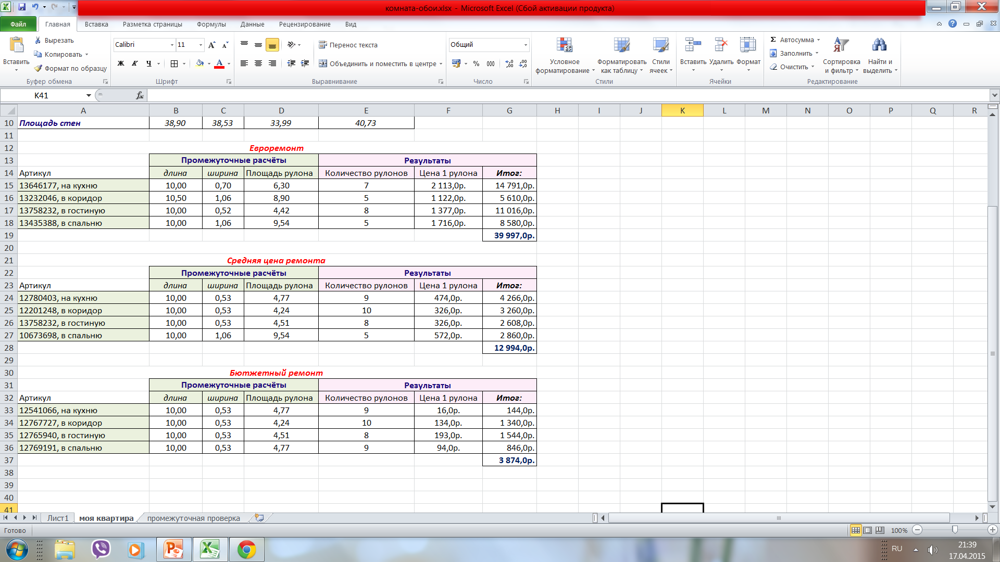 комната-обои.xlsx - Microsoft Excel (Сбой активации продукта)
Файл Главная Вставка Разметка страницы Формулы Данные Рецензирование Вид
Вставить
Вырезать
Копировать
Формат по образцу
Буфер обмена
Calibri 11
Ж К Ч
Шрифт
Перенос текста
Объединить и поместить в центре
Выравнивание
Общий
% 000
Число
Условное форматирование
Форматировать как таблицу
Стили ячеек
Стили
Вставить Удалить Формат
Ячейки
Σ Автосумма
Заполнить
Очистить
Сортировка и фильтр
Найти и выделить
Редактирование
K41 fx
A B C D E F G H I J K L M N O P Q R
10 Площадь стен 38,90 38,53 33,99 40,73
11
12 Евроремонт
13 Промежуточные расчёты Результаты
14 Артикул длина ширина Площадь рулона Количество рулонов Цена 1 рулона Итог:
15 13646177, на кухню 10,00 0,70 6,30 7 2 113,0р. 14 791,0р.
16 13232046, в коридор 10,50 1,06 8,90 5 1 122,0р. 5 610,0р.
17 13758232, в гостиную 10,00 0,52 4,42 8 1 377,0р. 11 016,0р.
18 13435388, в спальню 10,00 1,06 9,54 5 1 716,0р. 8 580,0р.
19 39 997,0р.
20
21 Средняя цена ремонта
22 Промежуточные расчёты Результаты
23 Артикул длина ширина Площадь рулона Количество рулонов Цена 1 рулона Итог:
24 12780403, на кухню 10,00 0,53 4,77 9 474,0р. 4 266,0р.
25 12201248, в коридор 10,00 0,53 4,24 10 326,0р. 3 260,0р.
26 13758232, в гостиную 10,00 0,53 4,51 8 326,0р. 2 608,0р.
27 10673698, в спальню 10,00 1,06 9,54 5 572,0р. 2 860,0р.
28 12 994,0р.
29
30 Бютжетный ремонт
31 Промежуточные расчёты Результаты
32 Артикул длина ширина Площадь рулона Количество рулонов Цена 1 рулона Итог:
33 12541066, на кухню 10,00 0,53 4,77 9 16,0р. 144,0р.
34 12767727, в коридор 10,00 0,53 4,24 10 134,0р. 1 340,0р.
35 12765940, в гостиную 10,00 0,53 4,51 8 193,0р. 1 544,0р.
36 12769191, в спальню 10,00 0,53 4,77 9 94,0р. 846,0р.
37 3 874,0р.
38
39
40
41
Лист1 моя квартира промежуточная проверка
Готово 100%
RU 21:39
17.04.2015